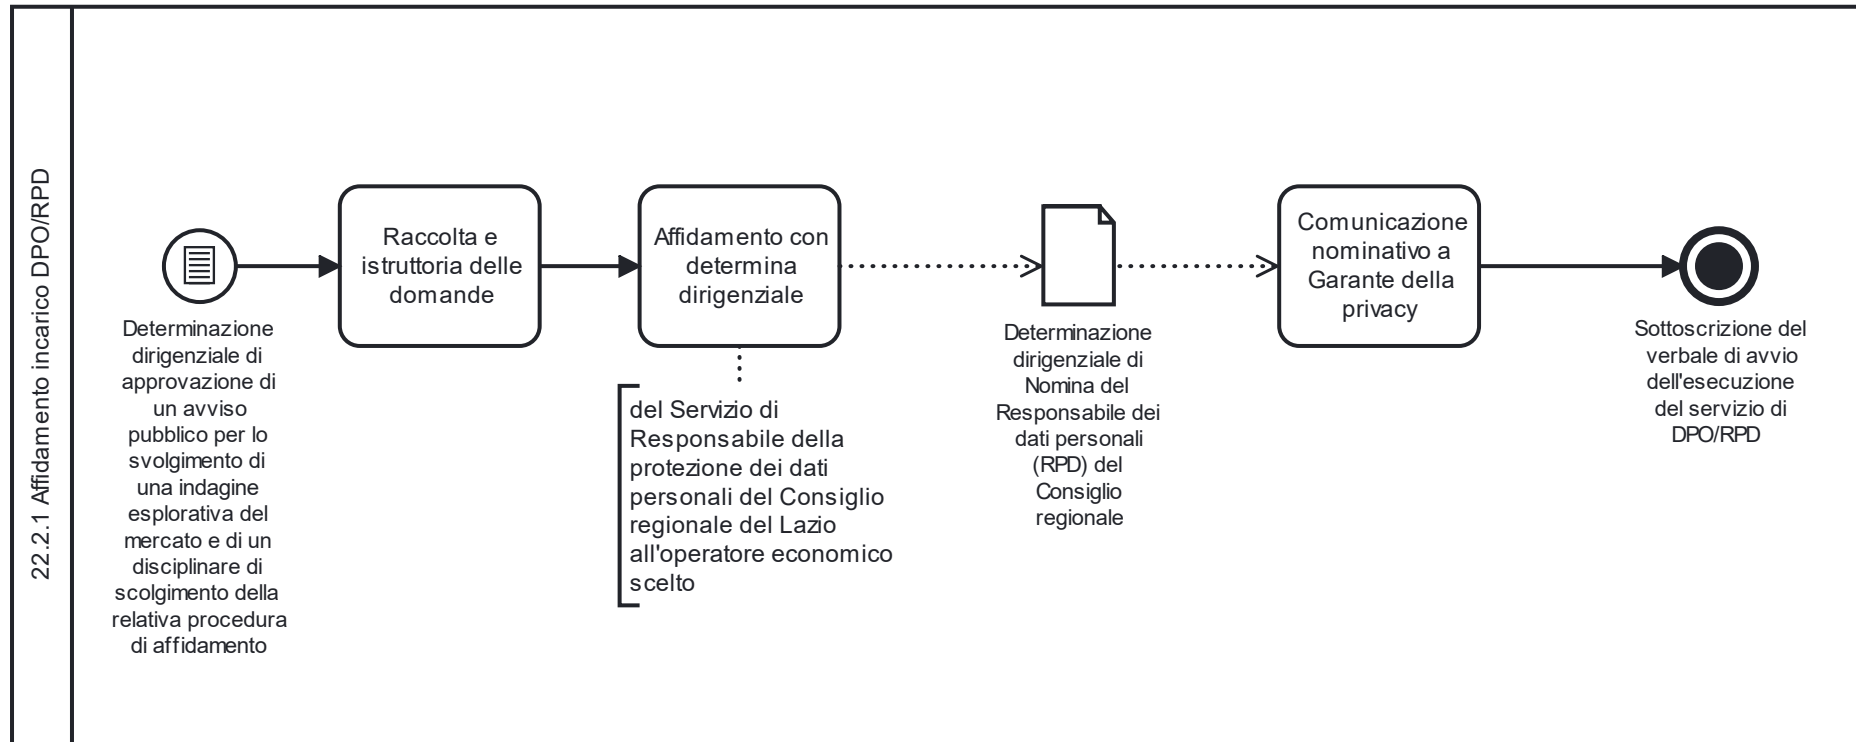 22.2.1 Affidamento incarico DPO/RPD
Determinazione
dirigenziale di
approvazione di
un avviso
pubblico per lo
svolgimento di
una indagine
esplorativa del
mercato e di un
disciplinare di
scolgimento della
relativa procedura
di affidamento
Raccolta e
istruttoria delle
domande
Affidamento con
determina
dirigenziale
del Servizio di
Responsabile della
protezione dei dati
personali del Consiglio
regionale del Lazio
all'operatore economico
scelto
Determinazione
dirigenziale di
Nomina del
Responsabile dei
dati personali
(RPD) del
Consiglio
regionale
Comunicazione
nominativo a
Garante della
privacy
Sottoscrizione del
verbale di avvio
dell'esecuzione
del servizio di
DPO/RPD